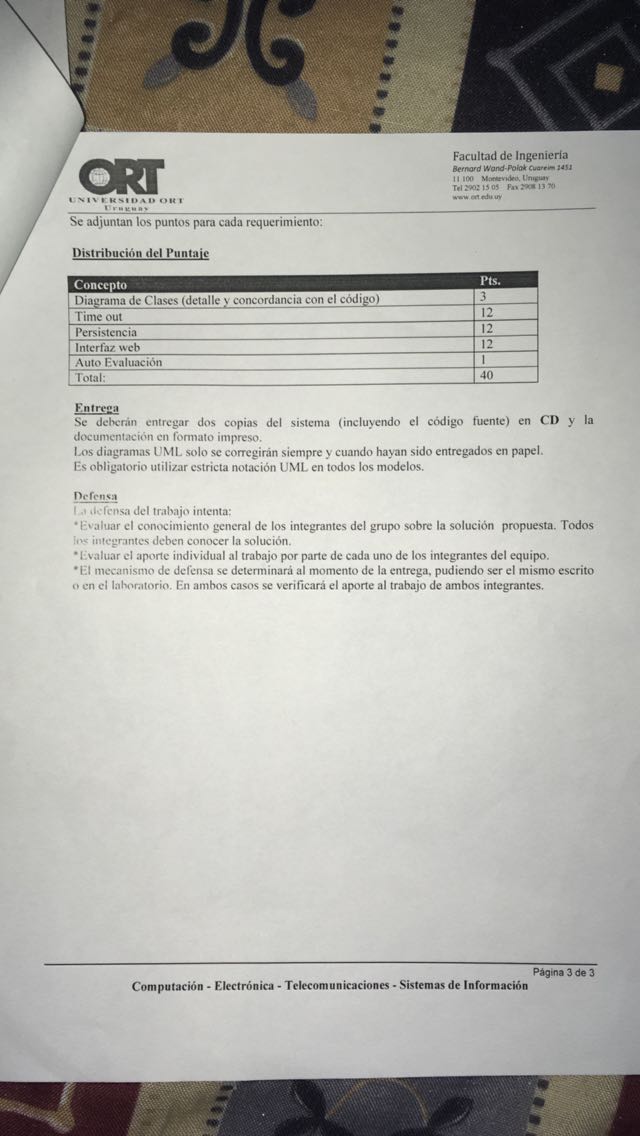 ORT
UNIVERSIDAD ORT
Uruguay
Facultad de Ingeniería
Bernard Wand-Polak Cuareim 1451
11 100 Montevideo, Uruguay
Tel 2902 15 05 Fax 2908 13 70
www.ort.edu.uy
Se adjuntan los puntos para cada requerimiento:
Distribución del Puntaje
Concepto Pts.
Diagrama de Clases (detalle y concordancia con el código) 3
Time out 12
Persistencia 12
Interfaz web 12
Auto Evaluación 1
Total: 40
Entrega
Se deberán entregar dos copias del sistema (incluyendo el código fuente) en CD y la
documentación en formato impreso.
Los diagramas UML solo se corregirán siempre y cuando hayan sido entregados en papel.
Es obligatorio utilizar estricta notación UML en todos los modelos.
Defensa
La defensa del trabajo intenta:
*Evaluar el conocimiento general de los integrantes del grupo sobre la solución propuesta. Todos
los integrantes deben conocer la solución.
*Evaluar el aporte individual al trabajo por parte de cada uno de los integrantes del equipo.
*El mecanismo de defensa se determinará al momento de la entrega, pudiendo ser el mismo escrito
o en el laboratorio. En ambos casos se verificará el aporte al trabajo de ambos integrantes.
Página 3 de 3
Computación - Electrónica - Telecomunicaciones - Sistemas de Información